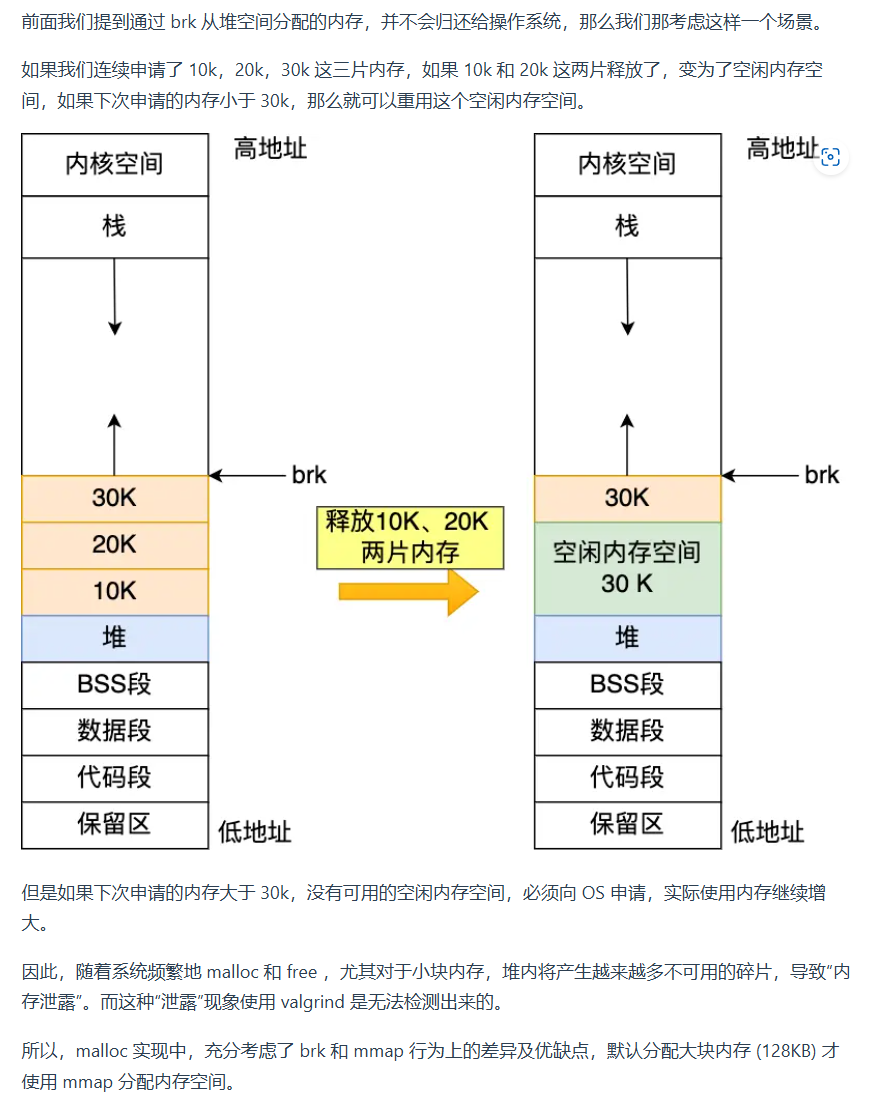 前面我们提到通过 brk 从堆空间分配的内存，并不会归还给操作系统，那么我们那考虑这样一个场景。
如果我们连续申请了 10k，20k，30k 这三片内存，如果 10k 和 20k 这两片释放了，变为了空闲内存空
间，如果下次申请的内存小于 30k，那么就可以重用这个空闲内存空间。
内核空间
高地址
栈
brk
30K
20K
10K
堆
BSS段
数据段
代码段
保留区
低地址
释放10K、20K
两片内存
内核空间
高地址
栈
brk
30K
空闲内存空间
30 K
堆
BSS段
数据段
代码段
保留区
低地址
但是如果下次申请的内存大于 30k，没有可用的空闲内存空间，必须向 OS 申请，实际使用内存继续增
大。
因此，随着系统频繁地 malloc 和 free ，尤其对于小块内存，堆内将产生越来越多不可用的碎片，导致“内
存泄露”。而这种“泄露”现象使用 valgrind 是无法检测出来的。
所以，malloc 实现中，充分考虑了 brk 和 mmap 行为上的差异及优缺点，默认分配大块内存 (128KB) 才
使用 mmap 分配内存空间。